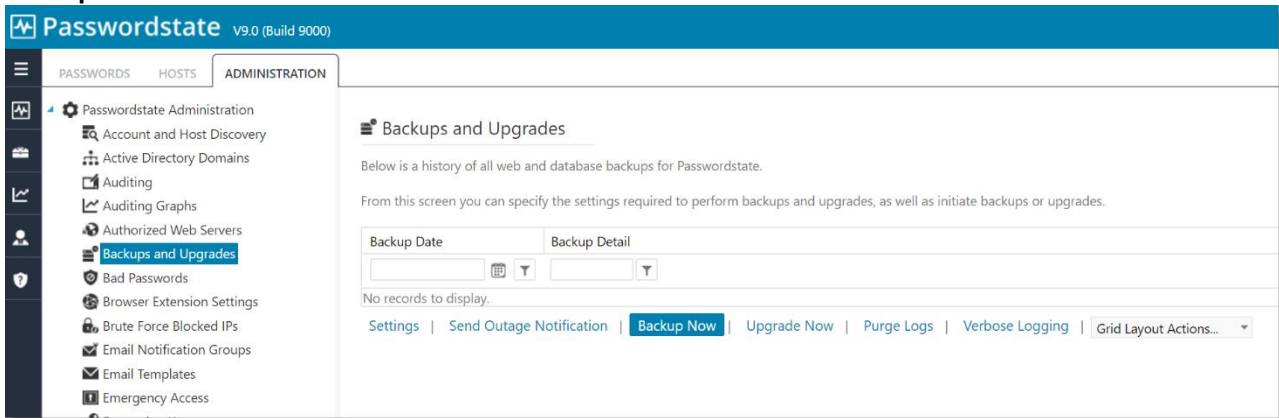 Passwordstate V9.0 (Build 9000)
PASSWORDS HOSTS ADMINISTRATION
Passwordstate Administration
Account and Host Discovery
Active Directory Domains
Auditing
Auditing Graphs
Authorized Web Servers
Backups and Upgrades
Bad Passwords
Browser Extension Settings
Brute Force Blocked IPs
Email Notification Groups
Email Templates
Emergency Access
Backups and Upgrades
Below is a history of all web and database backups for Passwordstate.
From this screen you can specify the settings required to perform backups and upgrades, as well as initiate backups or upgrades.
Backup Date Backup Detail
No records to display.
Settings | Send Outage Notification | Backup Now | Upgrade Now | Purge Logs | Verbose Logging | Grid Layout Actions...